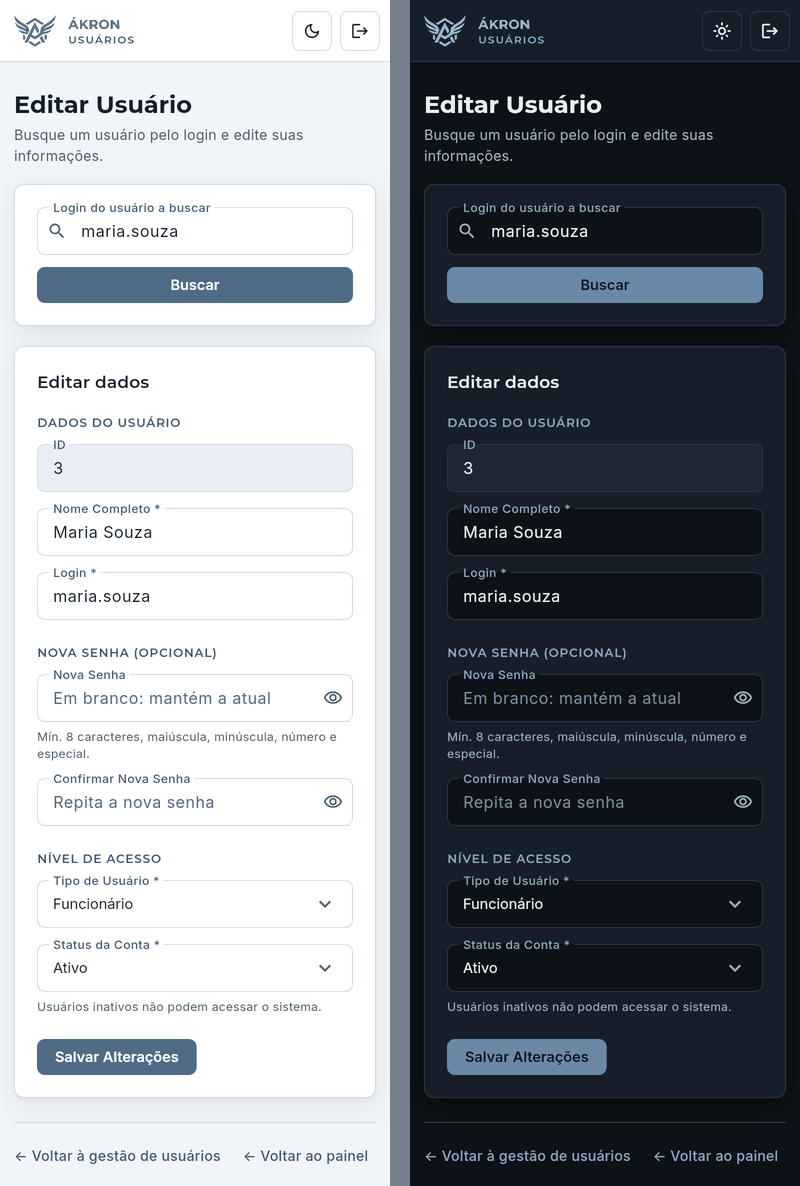 ÁKRON
USUÁRIOS
Editar Usuário
Busque um usuário pelo login e edite suas
informações.
Login do usuário a buscar
maria.souza
Buscar
Editar dados
DADOS DO USUÁRIO
ID
3
Nome Completo *
Maria Souza
Login *
maria.souza
NOVA SENHA (OPCIONAL)
Nova Senha
Em branco: mantém a atual
Mín. 8 caracteres, maiúscula, minúscula, número e
especial.
Confirmar Nova Senha
Repita a nova senha
NÍVEL DE ACESSO
Tipo de Usuário *
Funcionário
Status da Conta *
Ativo
Usuários inativos não podem acessar o sistema.
Salvar Alterações
← Voltar à gestão de usuários ← Voltar ao painel
ÁKRON
USUÁRIOS
Editar Usuário
Busque um usuário pelo login e edite suas
informações.
Login do usuário a buscar
maria.souza
Buscar
Editar dados
DADOS DO USUÁRIO
ID
3
Nome Completo *
Maria Souza
Login *
maria.souza
NOVA SENHA (OPCIONAL)
Nova Senha
Em branco: mantém a atual
Mín. 8 caracteres, maiúscula, minúscula, número e
especial.
Confirmar Nova Senha
Repita a nova senha
NÍVEL DE ACESSO
Tipo de Usuário *
Funcionário
Status da Conta *
Ativo
Usuários inativos não podem acessar o sistema.
Salvar Alterações
← Voltar à gestão de usuários ← Voltar ao painel